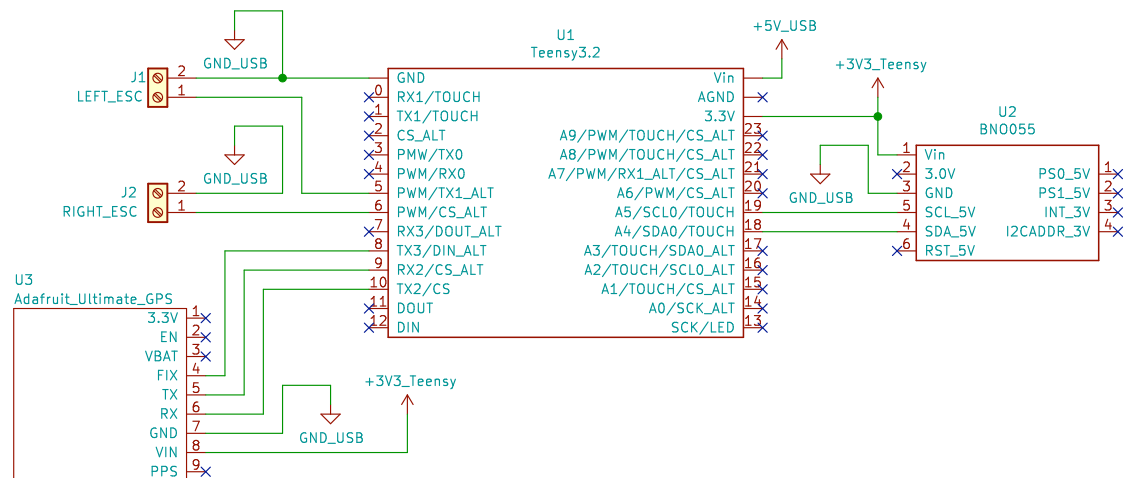 GND_USB
J1
LEFT_ESC
2
1
GND_USB
J2
RIGHT_ESC
2
1
U1
Teensy3.2
GND
0 RX1/TOUCH
1 TX1/TOUCH
2 CS_ALT
3 PMW/TX0
4 PWM/RX0
5 PWM/TX1_ALT
6 PWM/CS_ALT
7 RX3/DOUT_ALT
8 TX3/DIN_ALT
9 RX2/CS_ALT
10 TX2/CS
11 DOUT
12 DIN
Vin
AGND
3.3V
A9/PWM/TOUCH/CS_ALT 23
A8/PWM/TOUCH/CS_ALT 22
A7/PWM/RX1_ALT/CS_ALT 21
A6/PWM/CS_ALT 20
A5/SCL0/TOUCH 19
A4/SDA0/TOUCH 18
A3/TOUCH/SDA0_ALT 17
A2/TOUCH/SCL0_ALT 16
A1/TOUCH/CS_ALT 15
A0/SCK_ALT 14
SCK/LED 13
+5V_USB
+3V3_Teensy
GND_USB
U2
BNO055
1 Vin
2 3.0V
3 GND
5 SCL_5V
4 SDA_5V
6 RST_5V
PS0_5V 1
PS1_5V 2
INT_3V 3
I2CADDR_3V 4
U3
Adafruit_Ultimate_GPS
3.3V 1
EN 2
VBAT 3
FIX 4
TX 5
RX 6
GND 7
VIN 8
PPS 9
+3V3_Teensy
GND_USB